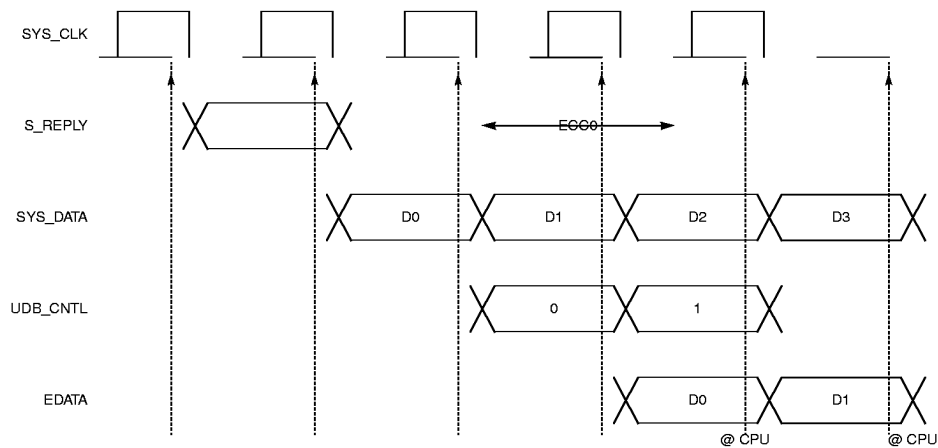 SYS_CLK
S_REPLY
ECC0
SYS_DATA
D0 D1 D2 D3
UDB_CNTL
0 1
EDATA
D0 D1
@ CPU @ CPU